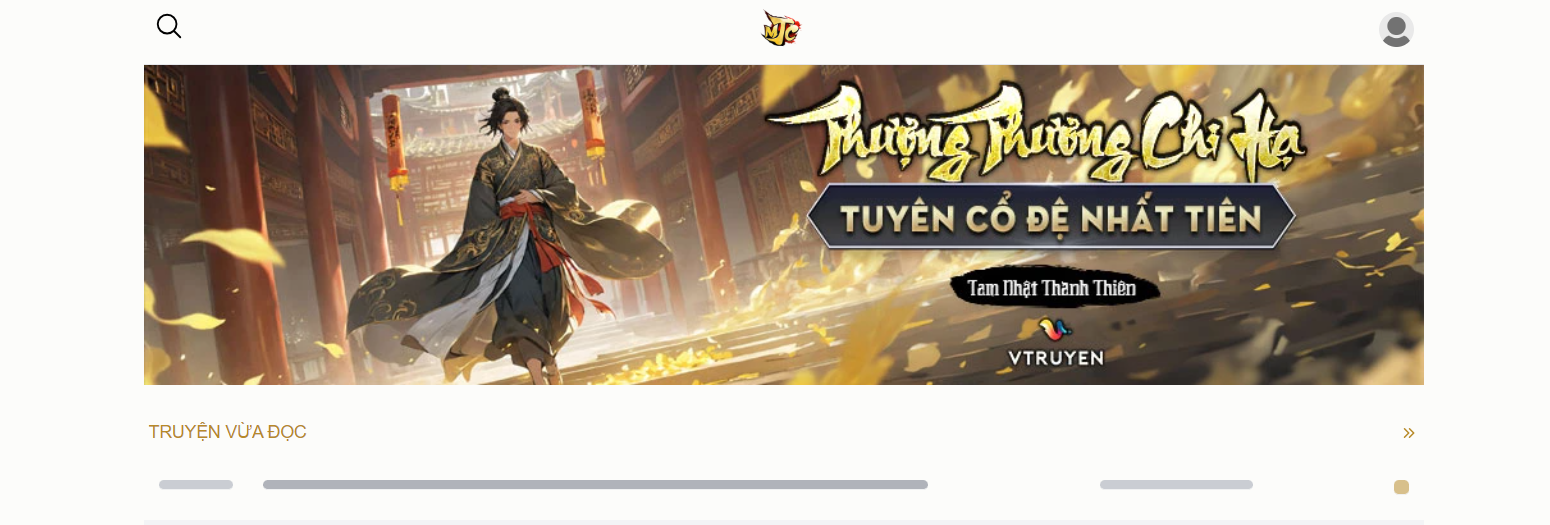 MTC
Thượng Thương Chi Hạ
TUYÊN CỔ ĐỆ NHẤT TIÊN
Tam Nhật Thành Thiên
VTRUYEN
TRUYỆN VỪA ĐỌC
»